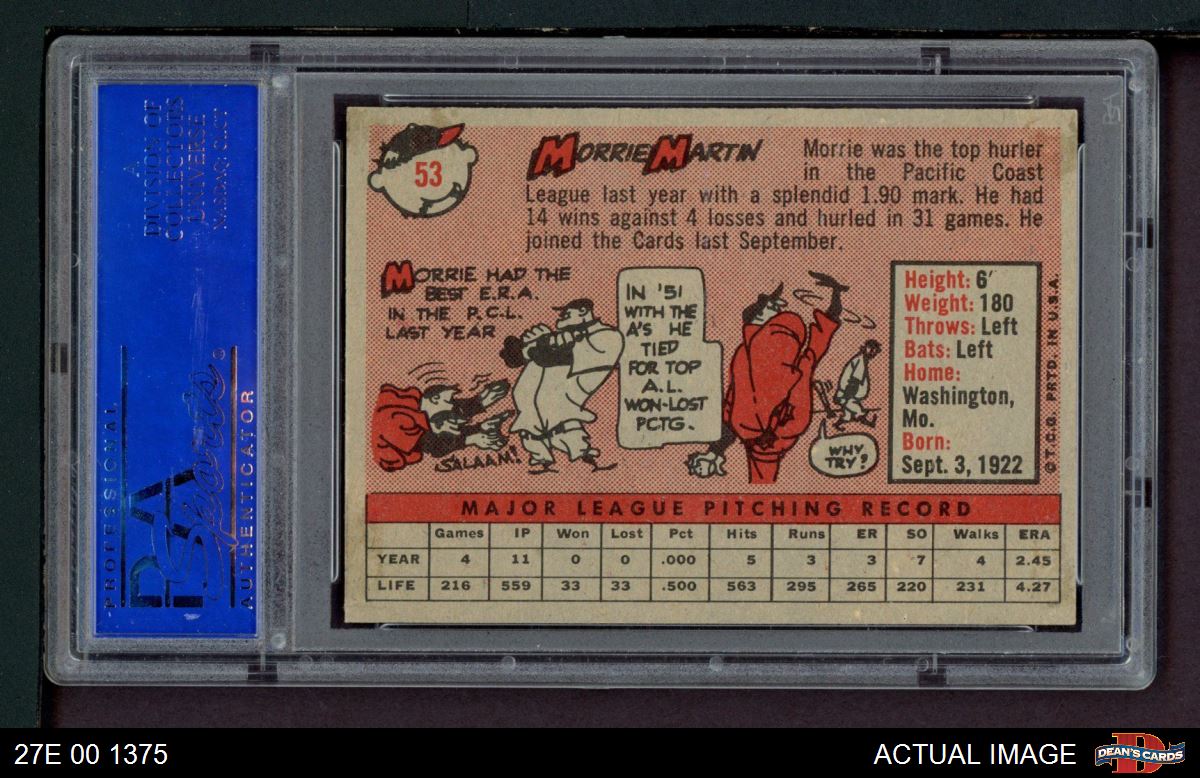 A
DIVISION OF
COLLECTORS
UNIVERSE
NASDAQ: CLCT
PROFESSIONAL
PSA
Sports®
AUTHENTICATOR
53
MORRIE MARTIN
Morrie was the top hurler
in the Pacific Coast
League last year with a splendid 1.90 mark. He had
14 wins against 4 losses and hurled in 31 games. He
joined the Cards last September.
MORRIE HAD THE
BEST E.R.A.
IN THE P.C.L.
LAST YEAR
SALAAM!
IN '51
WITH THE
A'S HE
TIED
FOR TOP
A.L.
WON-LOST
PCTG.
WHY
TRY?
Height: 6'
Weight: 180
Throws: Left
Bats: Left
Home:
Washington,
Mo.
Born:
Sept. 3, 1922
© T.C.G. PRTD. IN U.S.A.
MAJOR LEAGUE PITCHING RECORD
Games IP Won Lost Pct Hits Runs ER SO Walks ERA
YEAR 4 11 0 0 .000 5 3 3 7 4 2.45
LIFE 216 559 33 33 .500 563 295 265 220 231 4.27
27E 00 1375
ACTUAL IMAGE
DEAN'S CARDS